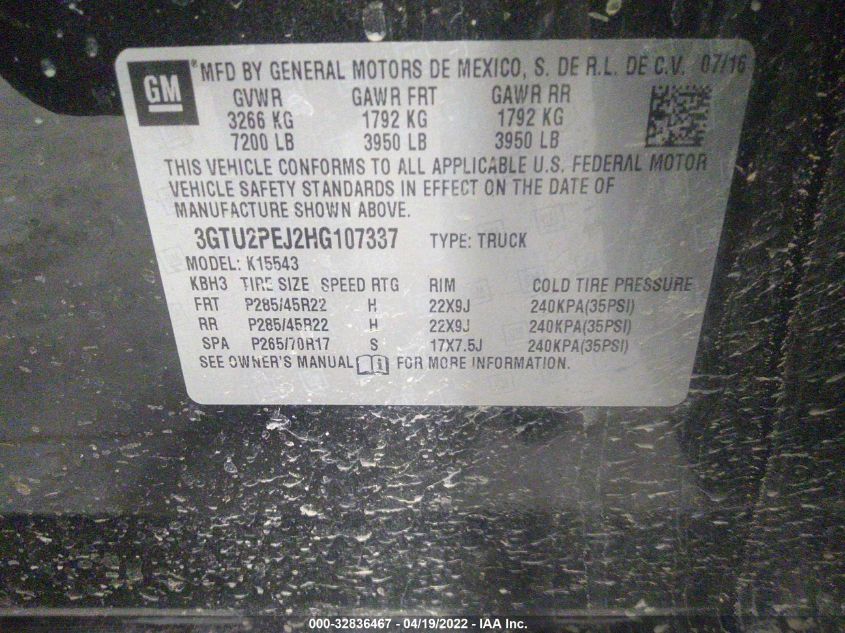 GM
® MFD BY GENERAL MOTORS DE MEXICO, S. DE R.L. DE C.V. 07/16
GVWR GAWR FRT GAWR RR
3266 KG 1792 KG 1792 KG
7200 LB 3950 LB 3950 LB
THIS VEHICLE CONFORMS TO ALL APPLICABLE U.S. FEDERAL MOTOR
VEHICLE SAFETY STANDARDS IN EFFECT ON THE DATE OF
MANUFACTURE SHOWN ABOVE.
3GTU2PEJ2HG107337 TYPE: TRUCK
MODEL: K15543
KBH3 TIRE SIZE SPEED RTG RIM COLD TIRE PRESSURE
FRT P285/45R22 H 22X9J 240KPA(35PSI)
RR P285/45R22 H 22X9J 240KPA(35PSI)
SPA P265/70R17 S 17X7.5J 240KPA(35PSI)
SEE OWNER'S MANUAL i FOR MORE INFORMATION.
000-32836467 - 04/19/2022 - IAA Inc.